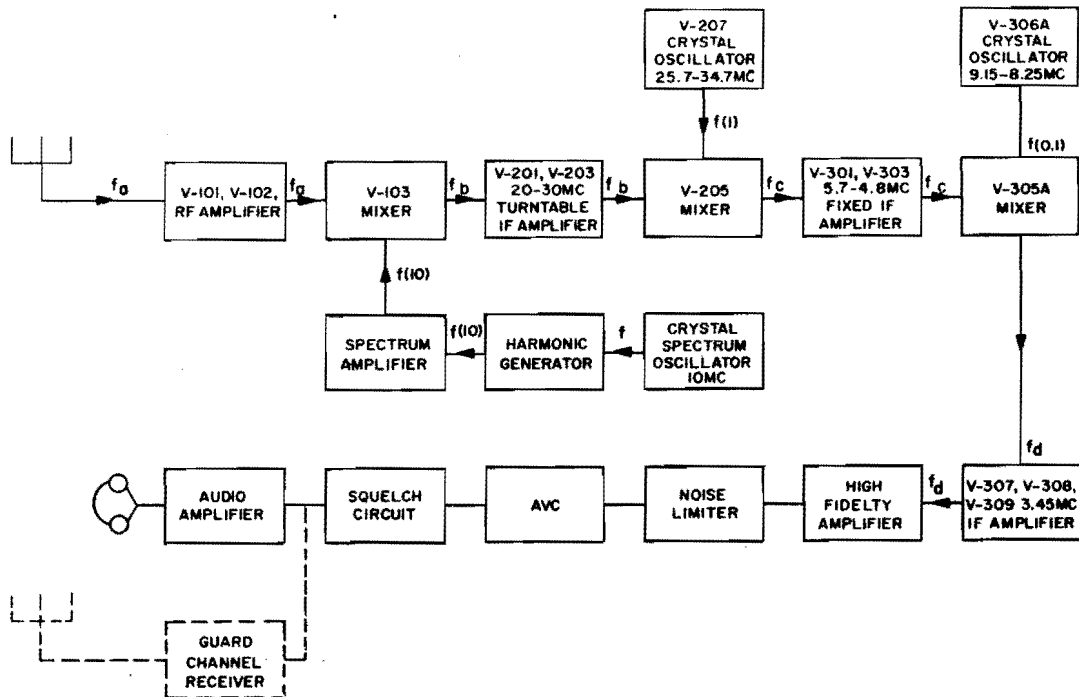 V-207
CRYSTAL
OSCILLATOR
25.7-34.7MC
V-306A
CRYSTAL
OSCILLATOR
9.15-8.25MC
f(1)
f(0.1)
fa
V-101, V-102,
RF AMPLIFIER
fa
V-103
MIXER
fb
V-201, V-203
20-30MC
TURNTABLE
IF AMPLIFIER
fb
V-205
MIXER
fc
V-301, V-303
5.7-4.8MC
FIXED IF
AMPLIFIER
fc
V-305A
MIXER
f(10)
SPECTRUM
AMPLIFIER
f(10)
HARMONIC
GENERATOR
f
CRYSTAL
SPECTRUM
OSCILLATOR
10MC
fd
AUDIO
AMPLIFIER
SQUELCH
CIRCUIT
AVC
NOISE
LIMITER
HIGH
FIDELTY
AMPLIFIER
fd
V-307, V-308,
V-309 3.45MC
IF AMPLIFIER
GUARD
CHANNEL
RECEIVER